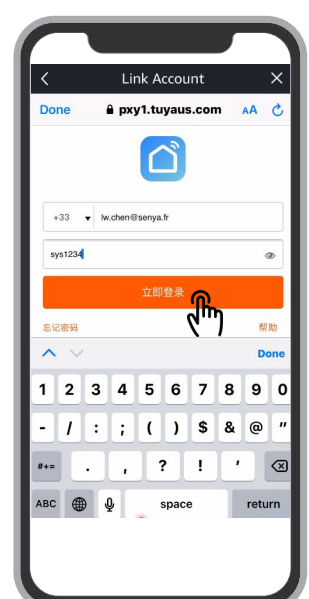 Link Account
Done pxy1.tuyaus.com AA
+33 lw.chen@senya.fr
sys1234
立即登录
忘记密码 帮助
Done
1 2 3 4 5 6 7 8 9 0
- / : ; ( ) $ & @ "
#+= . , ? ! '
ABC space return